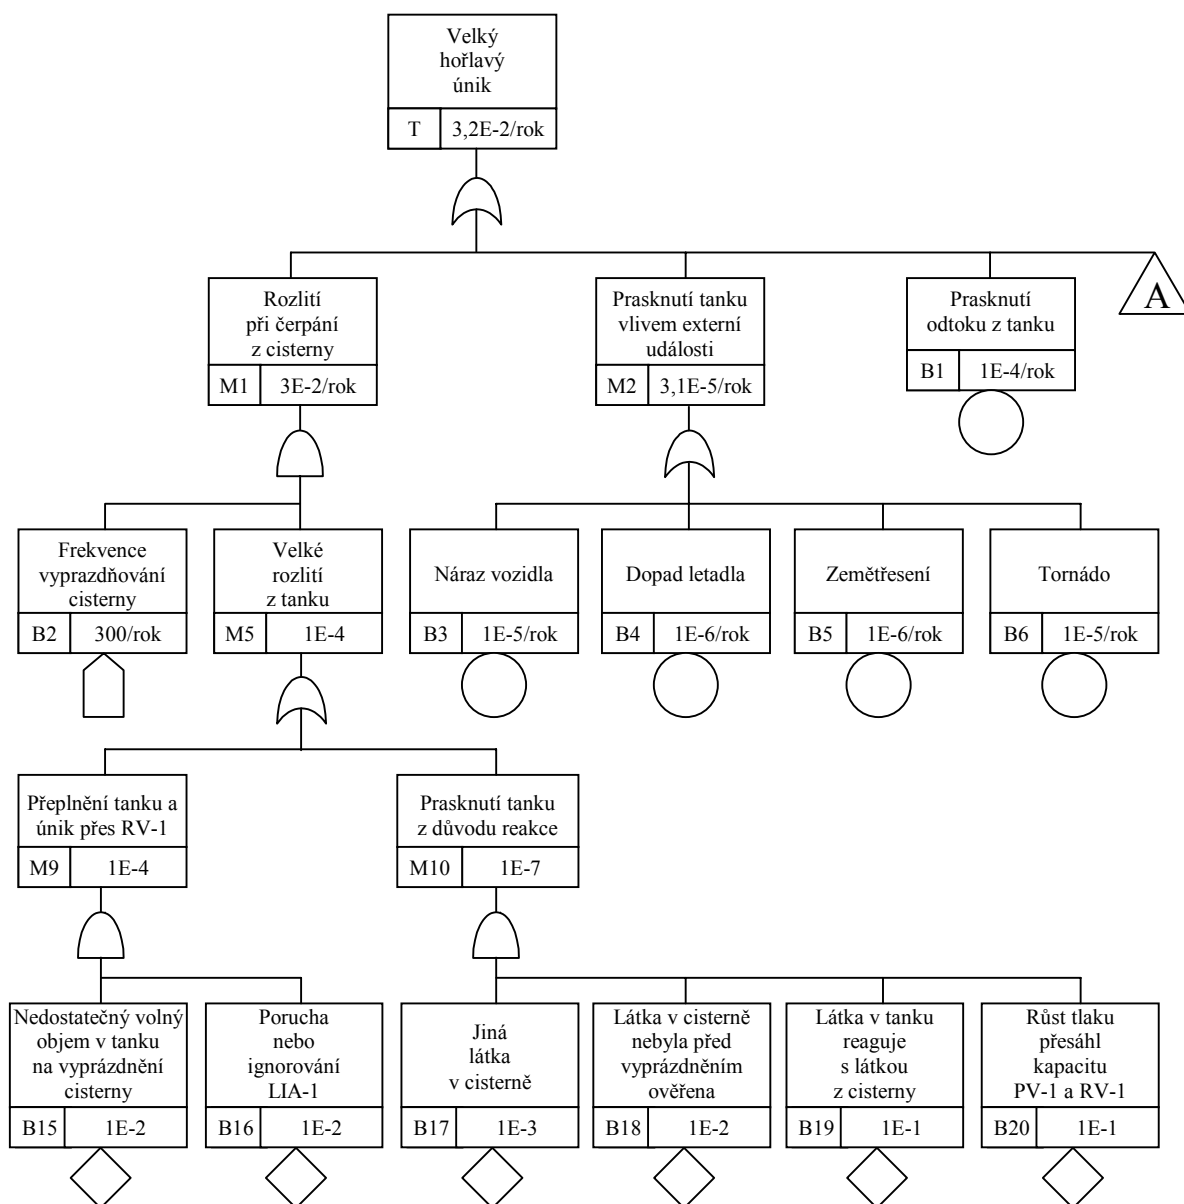 Velký
hořlavý
únik
T 3,2E-2/rok
A
Rozlití
při čerpání
z cisterny
M1 3E-2/rok
Prasknutí tanku
vlivem externí
události
M2 3,1E-5/rok
Prasknutí
odtoku z tanku
B1 1E-4/rok
Frekvence
vyprazdňování
cisterny
B2 300/rok
Velké
rozlití
z tanku
M5 1E-4
Náraz vozidla
B3 1E-5/rok
Dopad letadla
B4 1E-6/rok
Zemětřesení
B5 1E-6/rok
Tornádo
B6 1E-5/rok
Přeplnění tanku a
únik přes RV-1
M9 1E-4
Prasknutí tanku
z důvodu reakce
M10 1E-7
Nedostatečný volný
objem v tanku
na vyprázdnění
cisterny
B15 1E-2
Porucha
nebo
ignorování
LIA-1
B16 1E-2
Jiná
látka
v cisterně
B17 1E-3
Látka v cisterně
nebyla před
vyprázdněním
ověřena
B18 1E-2
Látka v tanku
reaguje
s látkou
z cisterny
B19 1E-1
Růst tlaku
přesáhl
kapacitu
PV-1 a RV-1
B20 1E-1